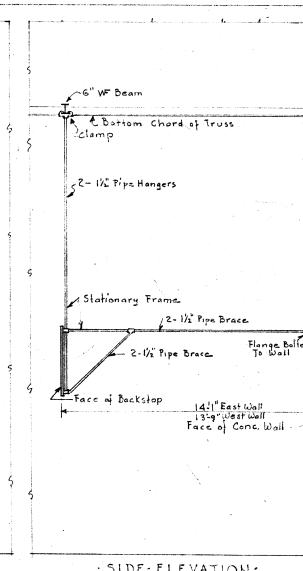 6" WF Beam
℄ Bottom Chord of Truss
Clamp
2- 1½" Pipe Hangers
Stationary Frame
2- 1½" Pipe Brace
Flange Bolte
To Wall
2- 1½" Pipe Brace
Face of Backstop
14'-1" East Wall
13'-9" West Wall
Face of Conc. Wall
· SIDE - ELEVATION ·